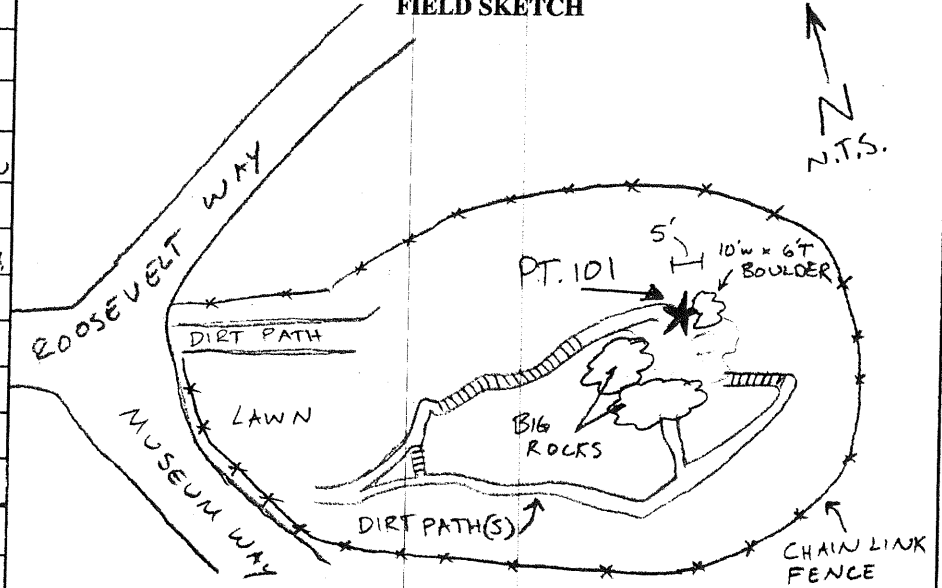 FIELD SKETCH
N
N.T.S.
ROOSEVELT WAY
5'
10'W x 6'T
BOULDER
PT. 101
DIRT PATH
LAWN
BIG
ROCKS
MUSEUM WAY
DIRT PATH(S)
CHAIN LINK
FENCE